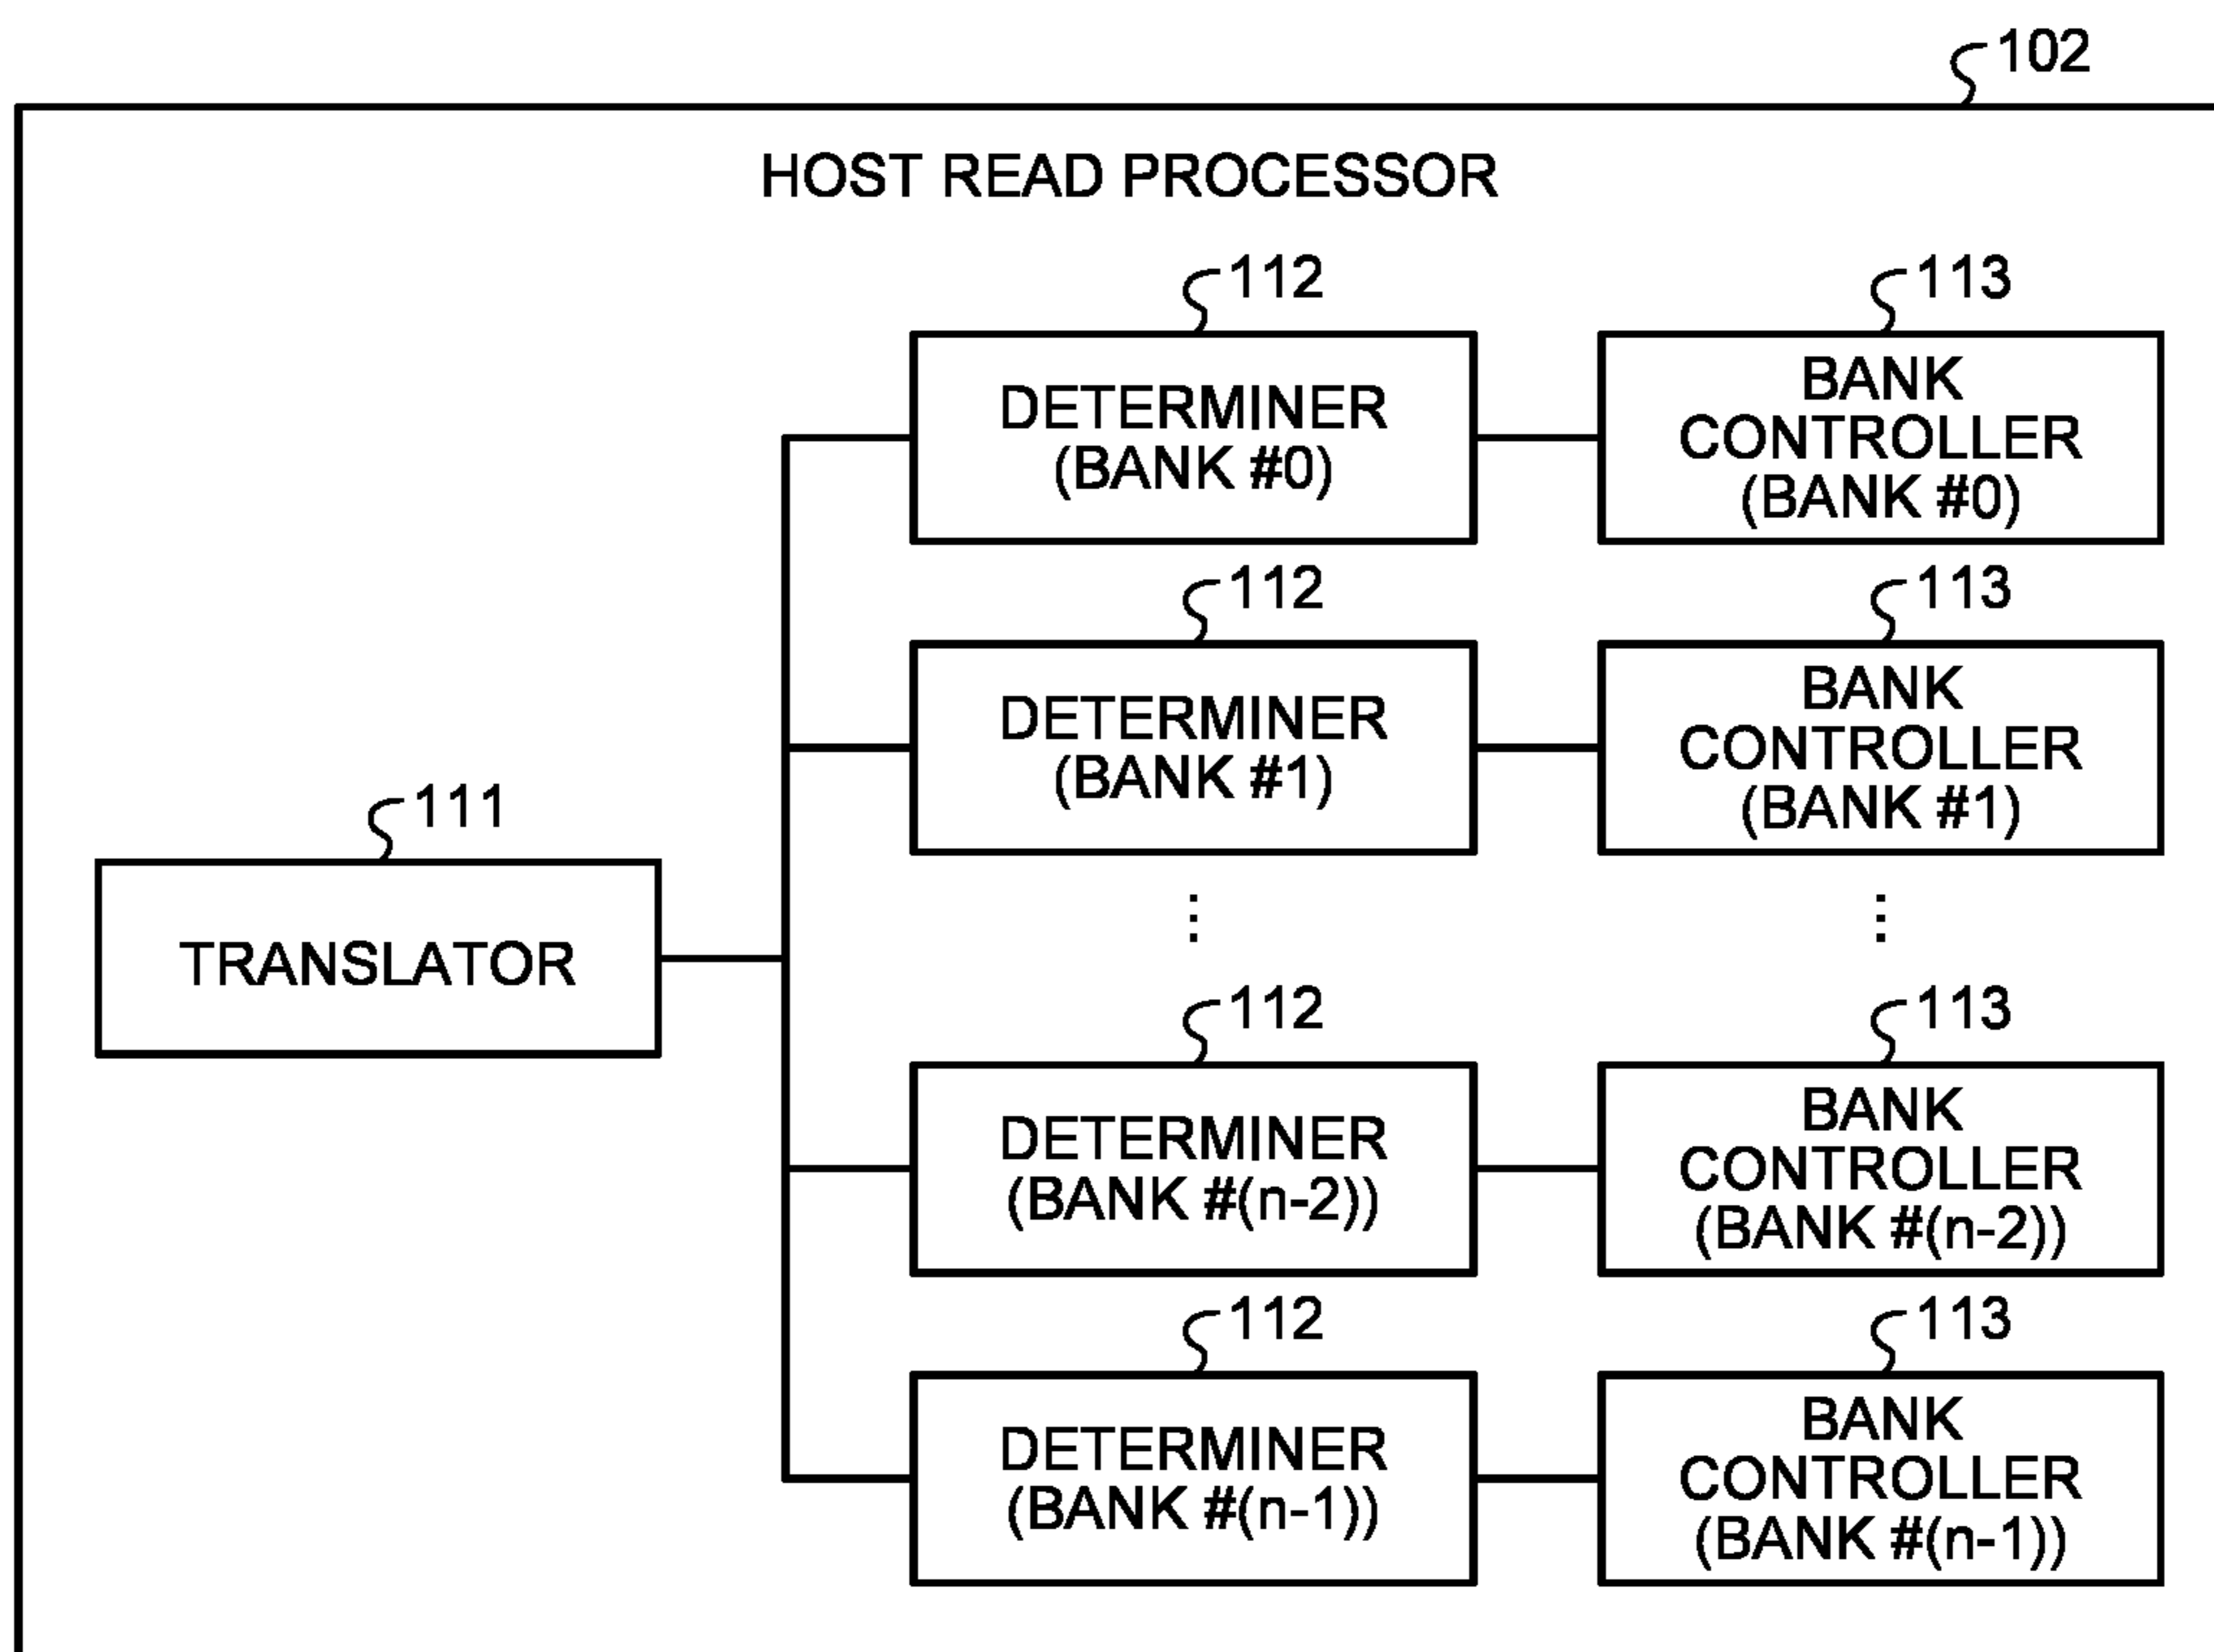 102
HOST READ PROCESSOR
112
113
DETERMINER
(BANK #0)
BANK
CONTROLLER
(BANK #0)
112
113
DETERMINER
(BANK #1)
BANK
CONTROLLER
(BANK #1)
111
TRANSLATOR
112
113
DETERMINER
(BANK #(n-2))
BANK
CONTROLLER
(BANK #(n-2))
112
113
DETERMINER
(BANK #(n-1))
BANK
CONTROLLER
(BANK #(n-1))